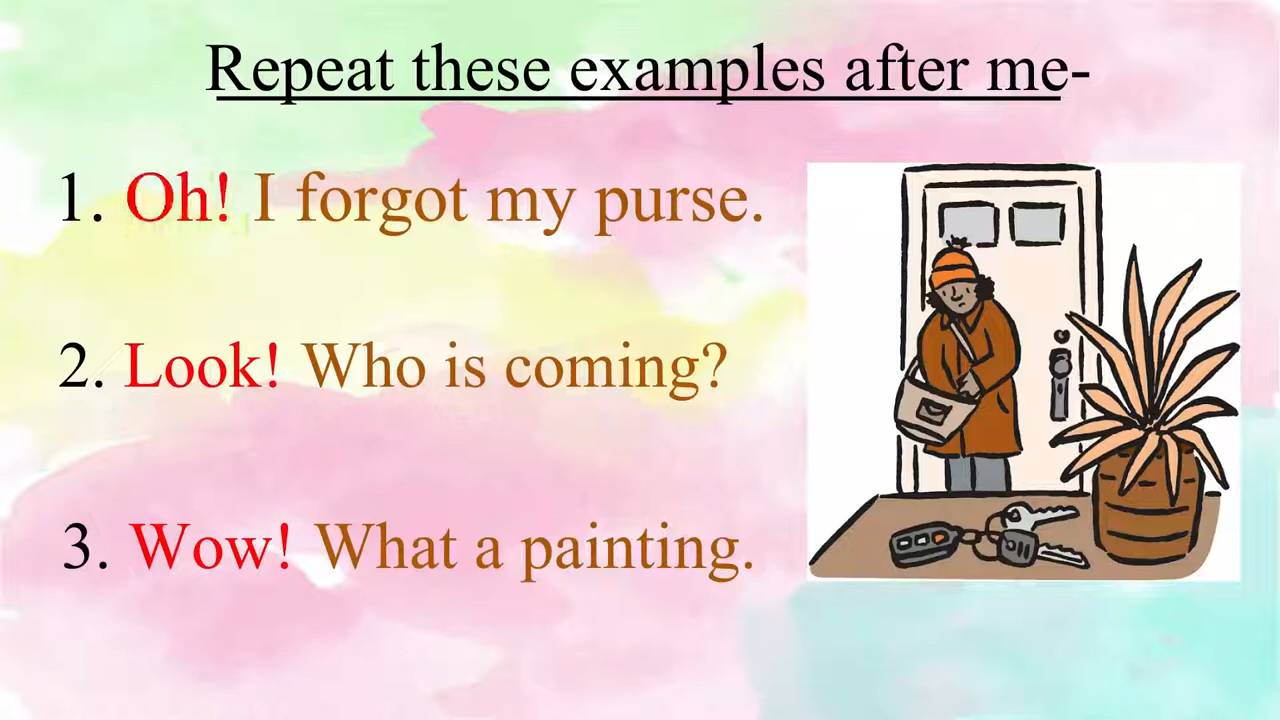 Repeat these examples after me-
1. Oh! I forgot my purse.
2. Look! Who is coming?
3. Wow! What a painting.